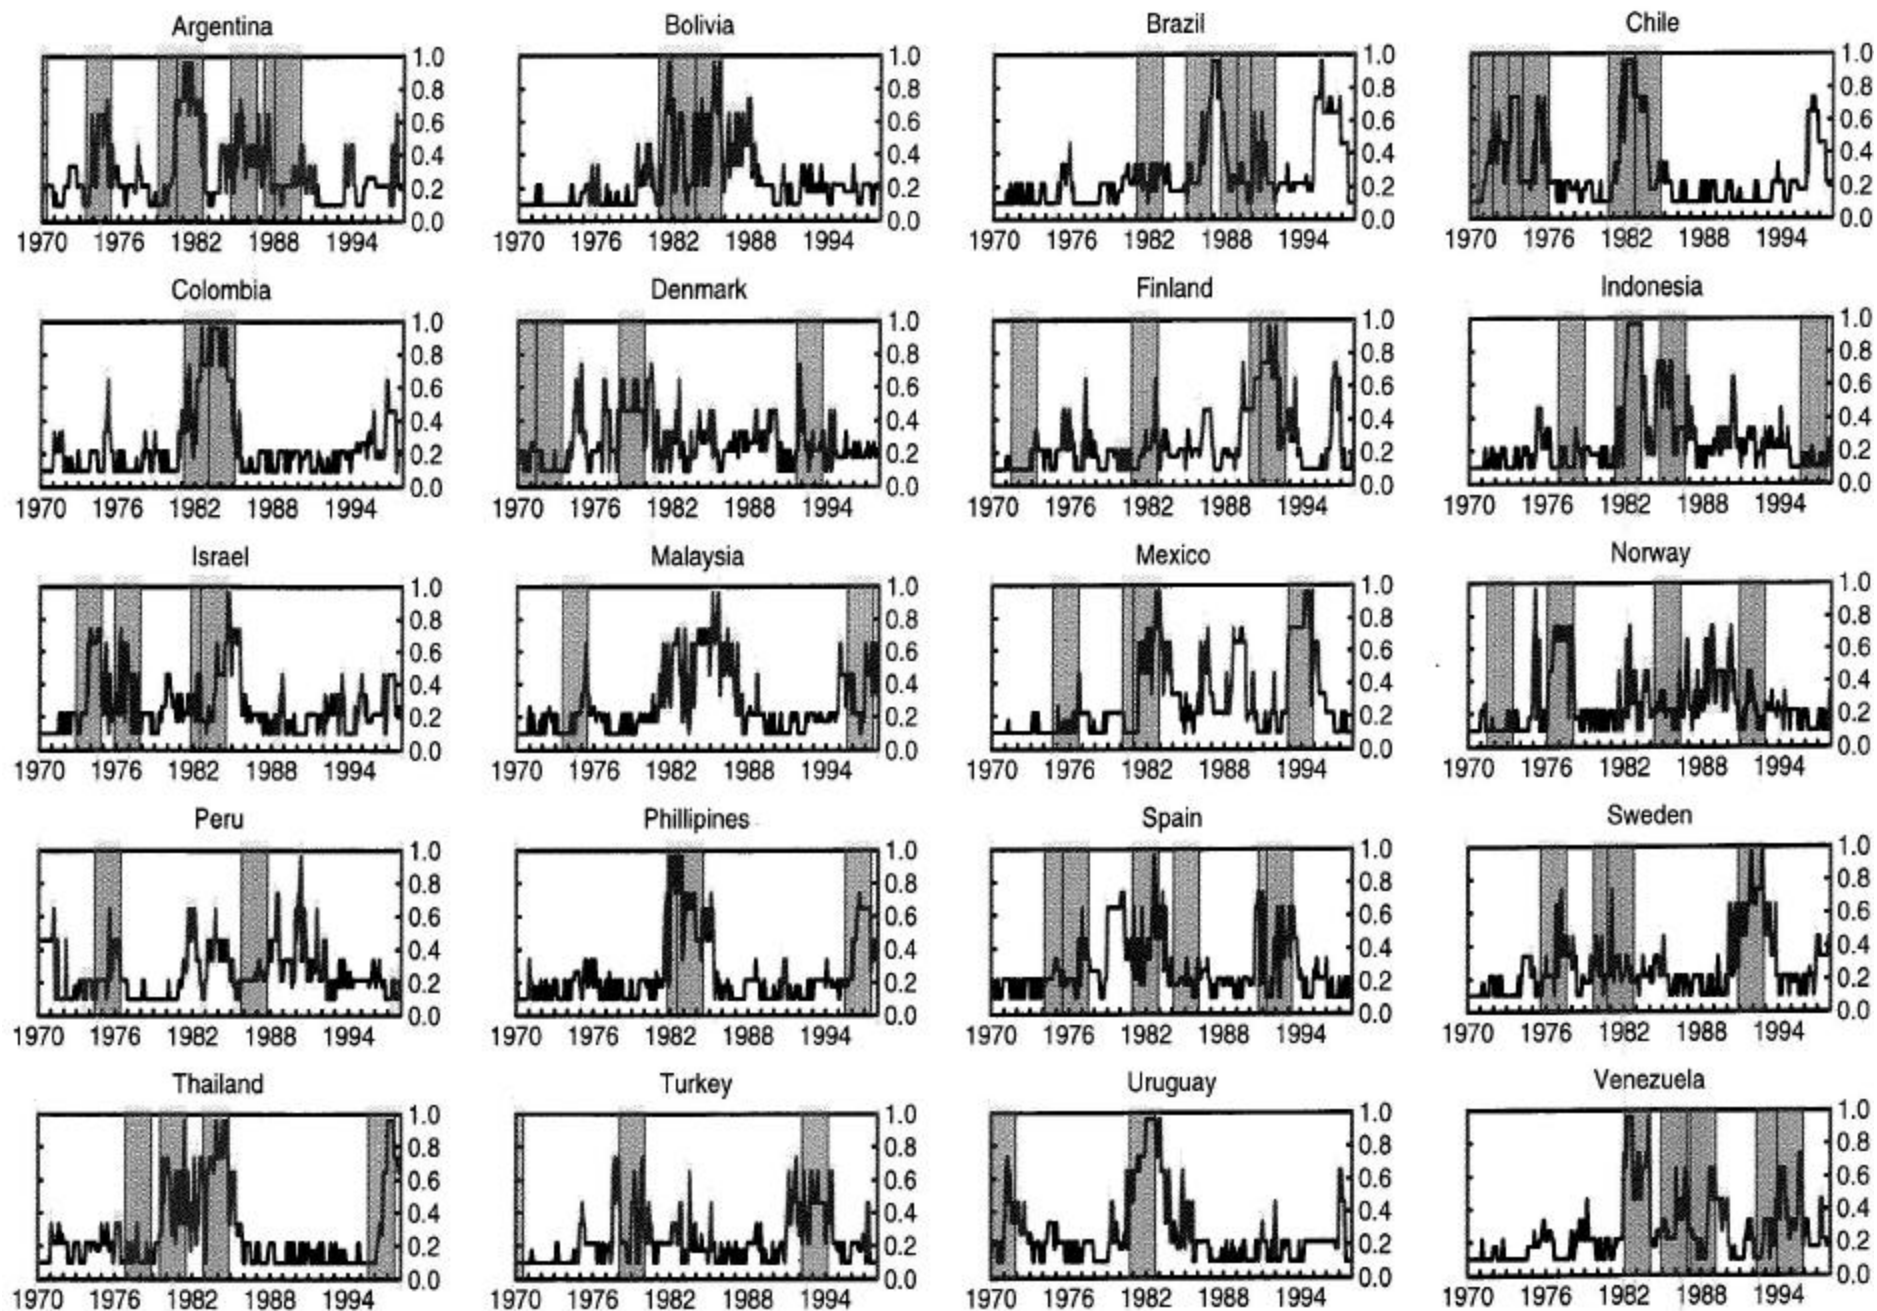 Argentina Bolivia Brazil Chile
1.0 1.0 1.0 1.0
0.8 0.8 0.8 0.8
0.6 0.6 0.6 0.6
0.4 0.4 0.4 0.4
0.2 0.2 0.2 0.2
0.0 0.0 0.0 0.0
1970 1976 1982 1988 1994 1970 1976 1982 1988 1994 1970 1976 1982 1988 1994 1970 1976 1982 1988 1994
Colombia Denmark Finland Indonesia
1.0 1.0 1.0 1.0
0.8 0.8 0.8 0.8
0.6 0.6 0.6 0.6
0.4 0.4 0.4 0.4
0.2 0.2 0.2 0.2
0.0 0.0 0.0 0.0
1970 1976 1982 1988 1994 1970 1976 1982 1988 1994 1970 1976 1982 1988 1994 1970 1976 1982 1988 1994
Israel Malaysia Mexico Norway
1.0 1.0 1.0 1.0
0.8 0.8 0.8 0.8
0.6 0.6 0.6 0.6
0.4 0.4 0.4 0.4
0.2 0.2 0.2 0.2
0.0 0.0 0.0 0.0
1970 1976 1982 1988 1994 1970 1976 1982 1988 1994 1970 1976 1982 1988 1994 1970 1976 1982 1988 1994
Peru Phillipines Spain Sweden
1.0 1.0 1.0 1.0
0.8 0.8 0.8 0.8
0.6 0.6 0.6 0.6
0.4 0.4 0.4 0.4
0.2 0.2 0.2 0.2
0.0 0.0 0.0 0.0
1970 1976 1982 1988 1994 1970 1976 1982 1988 1994 1970 1976 1982 1988 1994 1970 1976 1982 1988 1994
Thailand Turkey Uruguay Venezuela
1.0 1.0 1.0 1.0
0.8 0.8 0.8 0.8
0.6 0.6 0.6 0.6
0.4 0.4 0.4 0.4
0.2 0.2 0.2 0.2
0.0 0.0 0.0 0.0
1970 1976 1982 1988 1994 1970 1976 1982 1988 1994 1970 1976 1982 1988 1994 1970 1976 1982 1988 1994